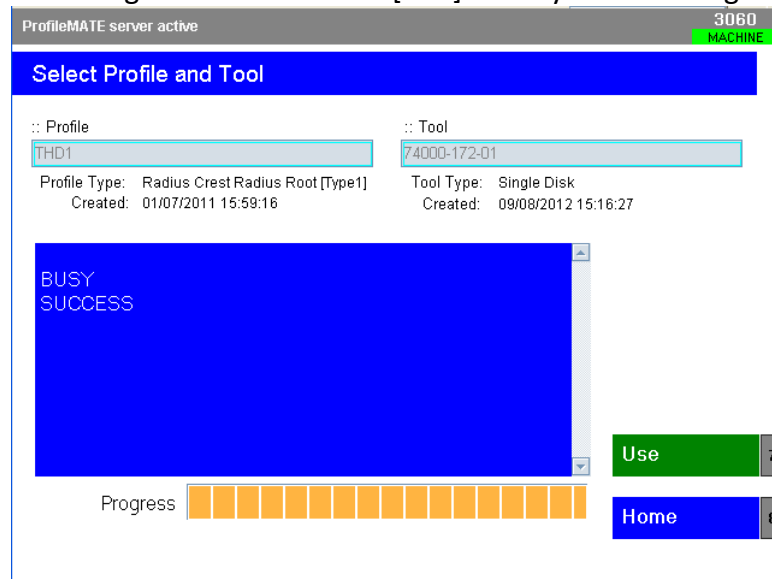 ProfileMATE server active
3060
MACHINE
Select Profile and Tool
:: Profile
:: Tool
THD1
74000-172-01
Profile Type: Radius Crest Radius Root [Type1]
Tool Type: Single Disk
Created: 01/07/2011 15:59:16
Created: 09/08/2012 15:16:27
BUSY
SUCCESS
Use
Progress
Home